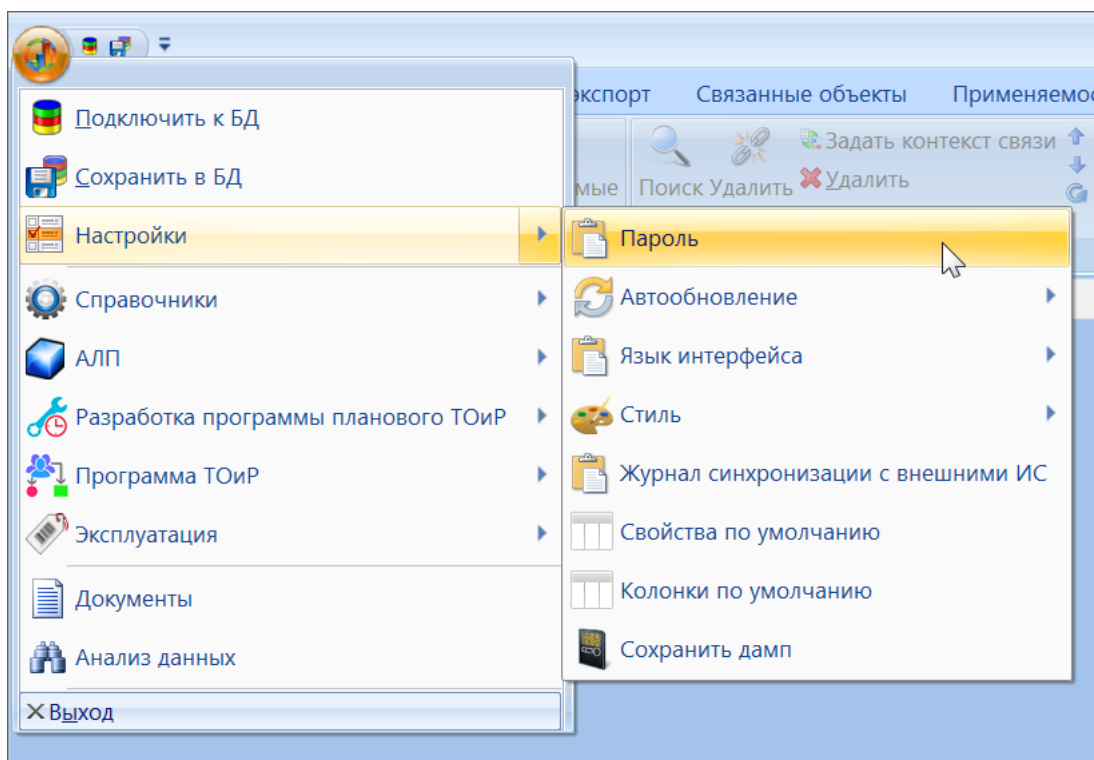 экспорт Связанные объекты Применяемос
Подключить к БД
Сохранить в БД
Настройки
Справочники
АЛП
Разработка программы планового ТОиР
Программа ТОиР
Эксплуатация
Документы
Анализ данных
Выход
мые Поиск Удалить
Задать контекст связи
Удалить
Пароль
Автообновление
Язык интерфейса
Стиль
Журнал синхронизации с внешними ИС
Свойства по умолчанию
Колонки по умолчанию
Сохранить дамп